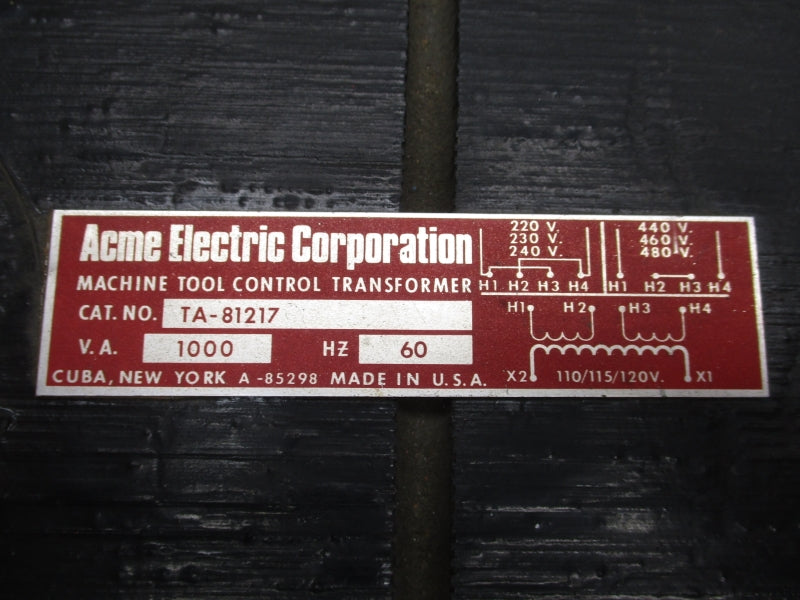 Acme Electric Corporation
MACHINE TOOL CONTROL TRANSFORMER
CAT. NO. TA-81217
V.A. 1000 HZ 60
CUBA, NEW YORK A-85298 MADE IN U.S.A.
220 V.
230 V.
240 V.
H1 H2 H3 H4
440 V.
460 V.
480 V.
H1 H2 H3 H4
H1 H2 H3 H4
X2 110/115/120V. X1